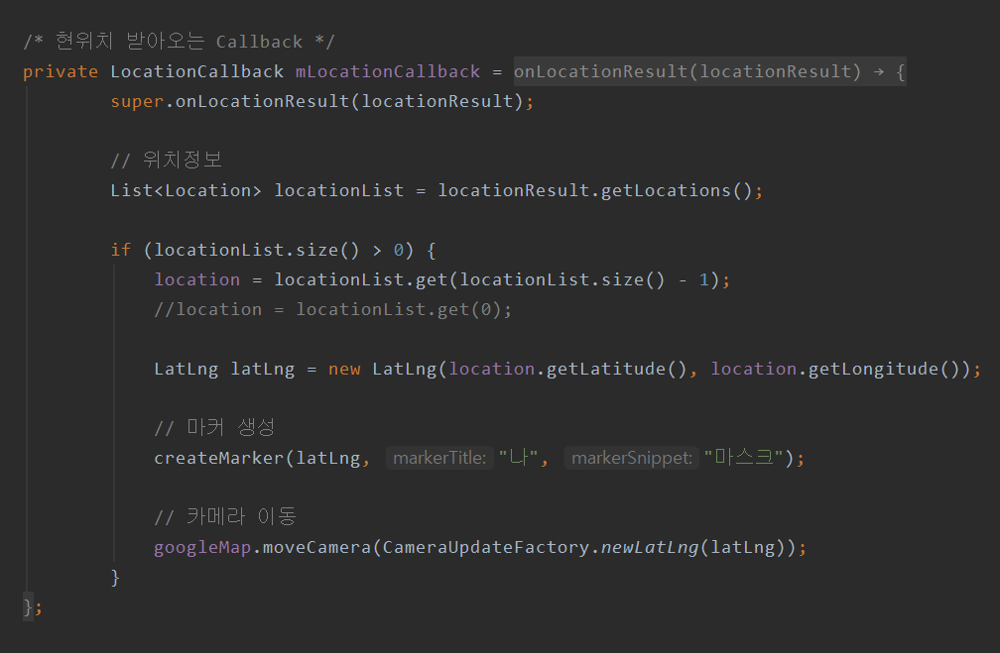 /* 현위치 받아오는 Callback */
private LocationCallback mLocationCallback = onLocationResult(locationResult) → {
super.onLocationResult(locationResult);
// 위치정보
List<Location> locationList = locationResult.getLocations();
if (locationList.size() > 0) {
location = locationList.get(locationList.size() - 1);
//location = locationList.get(0);
LatLng latLng = new LatLng(location.getLatitude(), location.getLongitude());
// 마커 생성
createMarker(latLng, markerTitle: "나", markerSnippet: "마스크");
// 카메라 이동
googleMap.moveCamera(CameraUpdateFactory.newLatLng(latLng));
}
};